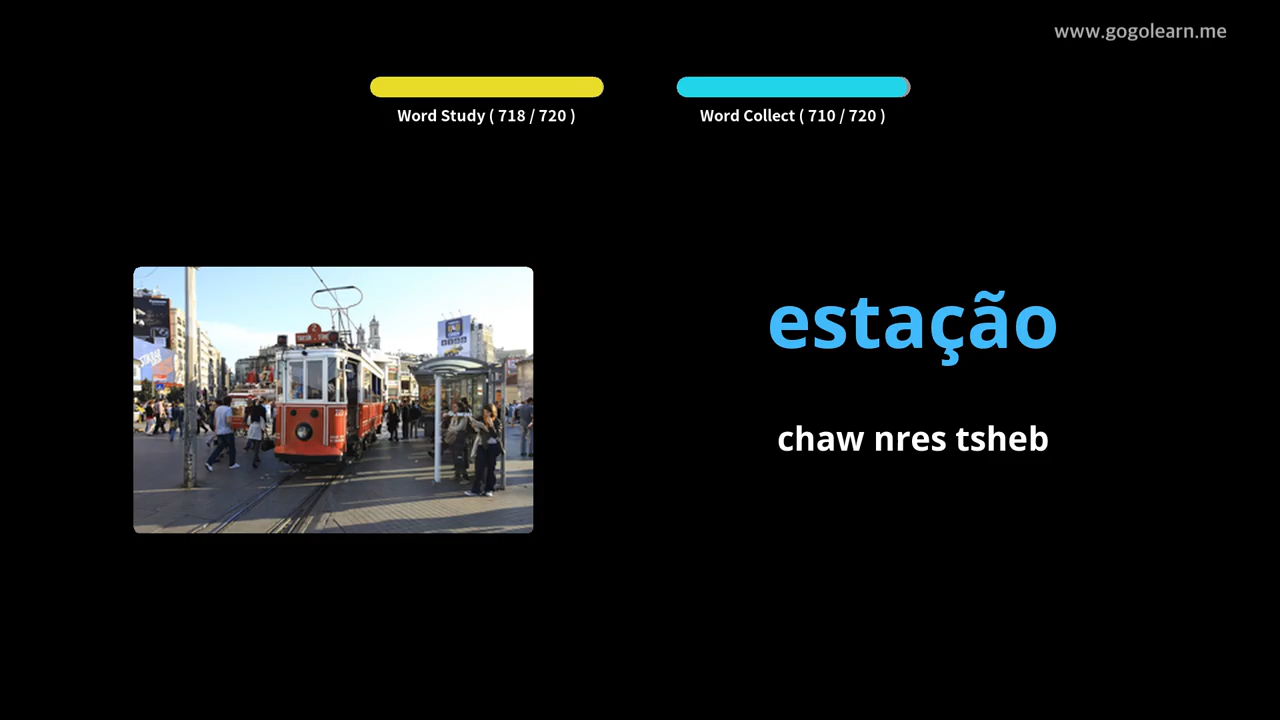 www.gogolearn.me
Word Study ( 718 / 720 )
Word Collect ( 710 / 720 )
estação
chaw nres tsheb